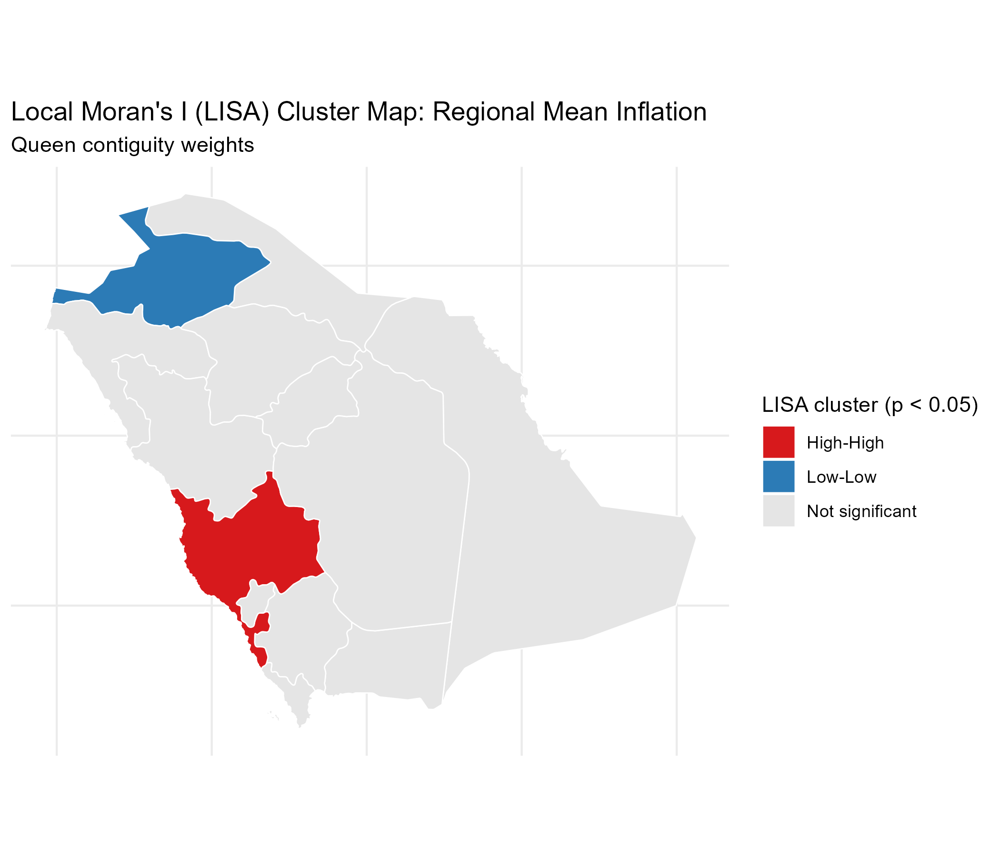 Local Moran's I (LISA) Cluster Map: Regional Mean Inflation
Queen contiguity weights
LISA cluster (p < 0.05)
High-High
Low-Low
Not significant